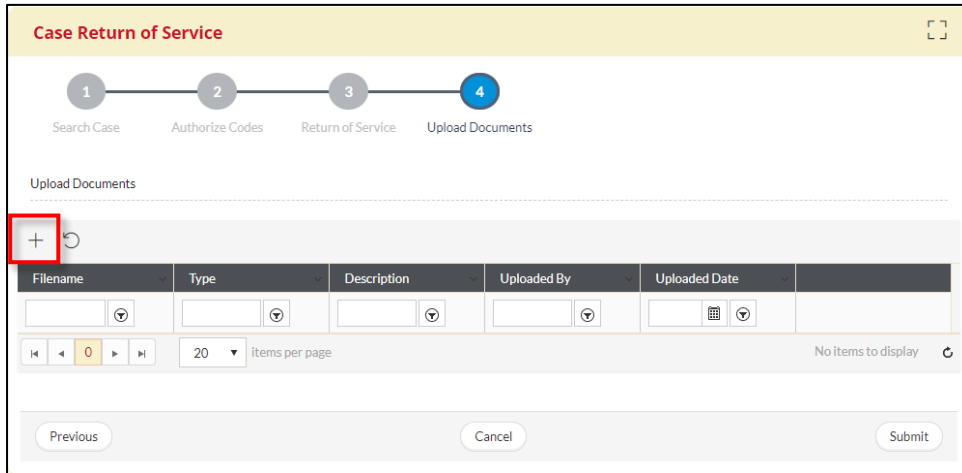 Case Return of Service
1 2 3 4
Search Case Authorize Codes Return of Service Upload Documents
Upload Documents
Filename Type Description Uploaded By Uploaded Date
0 20 items per page No items to display
Previous Cancel Submit